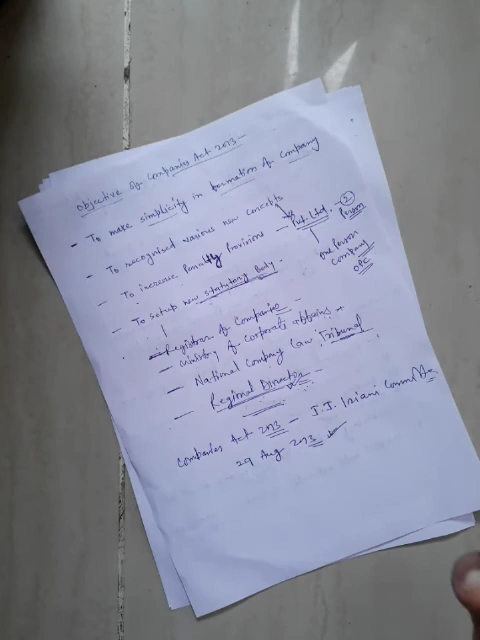 Objective of Companies Act 2013 -
- To make simplicity in formation of Company
- To recognised various new concepts
Pvt. Ltd. - 2 Person
one Person Company
OPC
- To increase Penalty Provisions -
- To setup new statutory Body -
- Registrar of Companies -
- Ministry of corporate affairs -
- National Company Law Tribunal
- Regional Director -
Companies Act 2013 - J.J. Irani Committee
29 Aug 2013